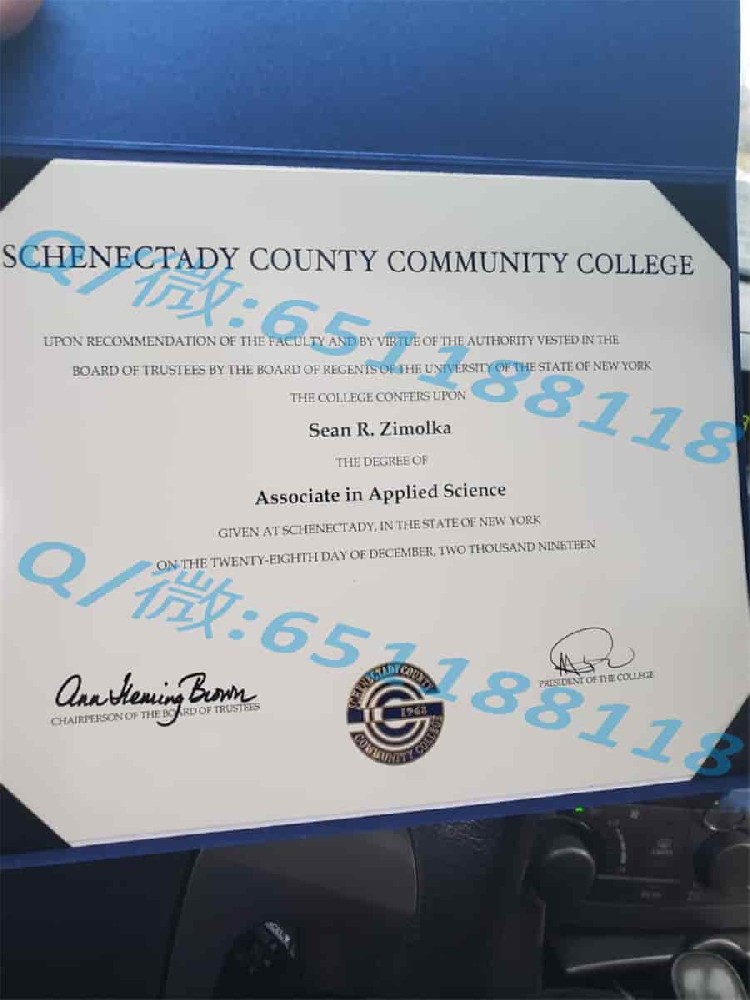 SCHENECTADY COUNTY COMMUNITY COLLEGE
Q/微:651188118
UPON RECOMMENDATION OF THE FACULTY AND BY VIRTUE OF THE AUTHORITY VESTED IN THE
BOARD OF TRUSTEES BY THE BOARD OF REGENTS OF THE UNIVERSITY OF THE STATE OF NEW YORK
THE COLLEGE CONFERS UPON
Sean R. Zimolka
THE DEGREE OF
Associate in Applied Science
GIVEN AT SCHENECTADY, IN THE STATE OF NEW YORK
ON THE TWENTY-EIGHTH DAY OF DECEMBER, TWO THOUSAND NINETEEN
Q/微:651188118
Ann Fleming Brown
CHAIRPERSON OF THE BOARD OF TRUSTEES
SCHENECTADY COUNTY
1968
COMMUNITY COLLEGE
PRESIDENT OF THE COLLEGE